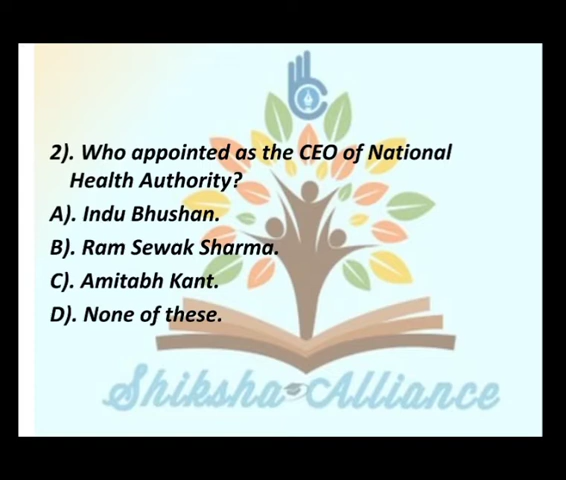 2). Who appointed as the CEO of National
Health Authority?
A). Indu Bhushan.
B). Ram Sewak Sharma.
C). Amitabh Kant.
D). None of these.
Shiksha Alliance